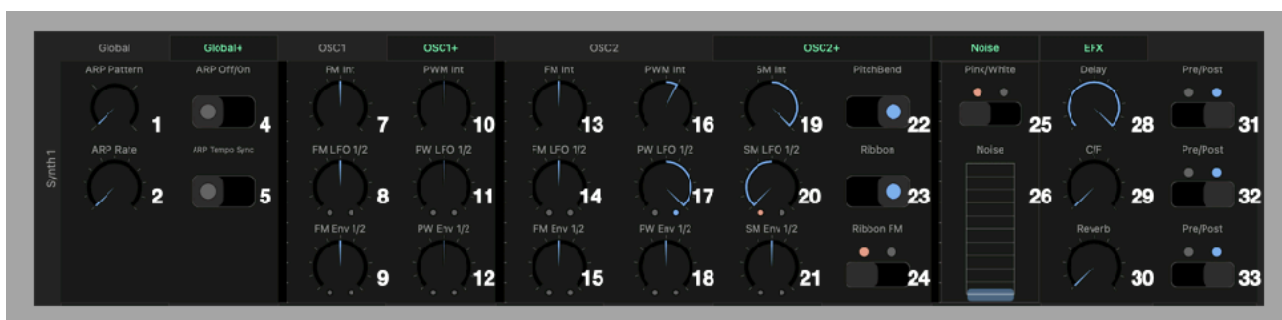 Global Global+ OSC1 OSC1+ OSC2 OSC2+ Noise EFX
ARP Pattern ARP Off/On FM Int PWM Int FM Int PWM Int SM Int PitchBend Pink/White Delay Pre/Post
1 4 7 10 13 16 19 22 25 28 31
ARP Rate ARP Tempo Sync FM LFO 1/2 PW LFO 1/2 FM LFO 1/2 PW LFO 1/2 SM LFO 1/2 Ribbon Noise C/F Pre/Post
Synth 1
2 5 8 11 14 17 20 23 26 29 32
FM Env 1/2 PW Env 1/2 FM Env 1/2 PW Env 1/2 SM Env 1/2 Ribbon FM Reverb Pre/Post
9 12 15 18 21 24 30 33